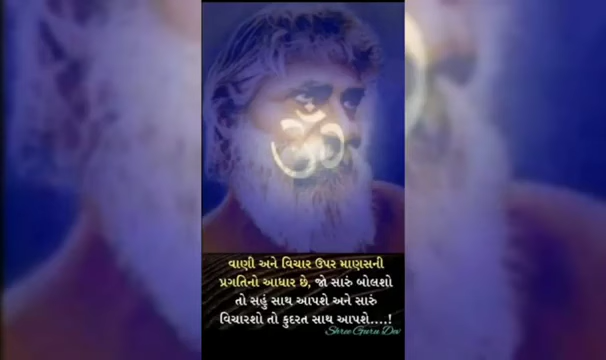 ૐ
વાણી અને વિચાર ઉપર માણસની
પ્રગતિનો આધાર છે, જો સારું બોલશો
તો સહું સાથ આપશે અને સારું
વિચારશો તો કુદરત સાથ આપશે....!
Shree Guru Dev